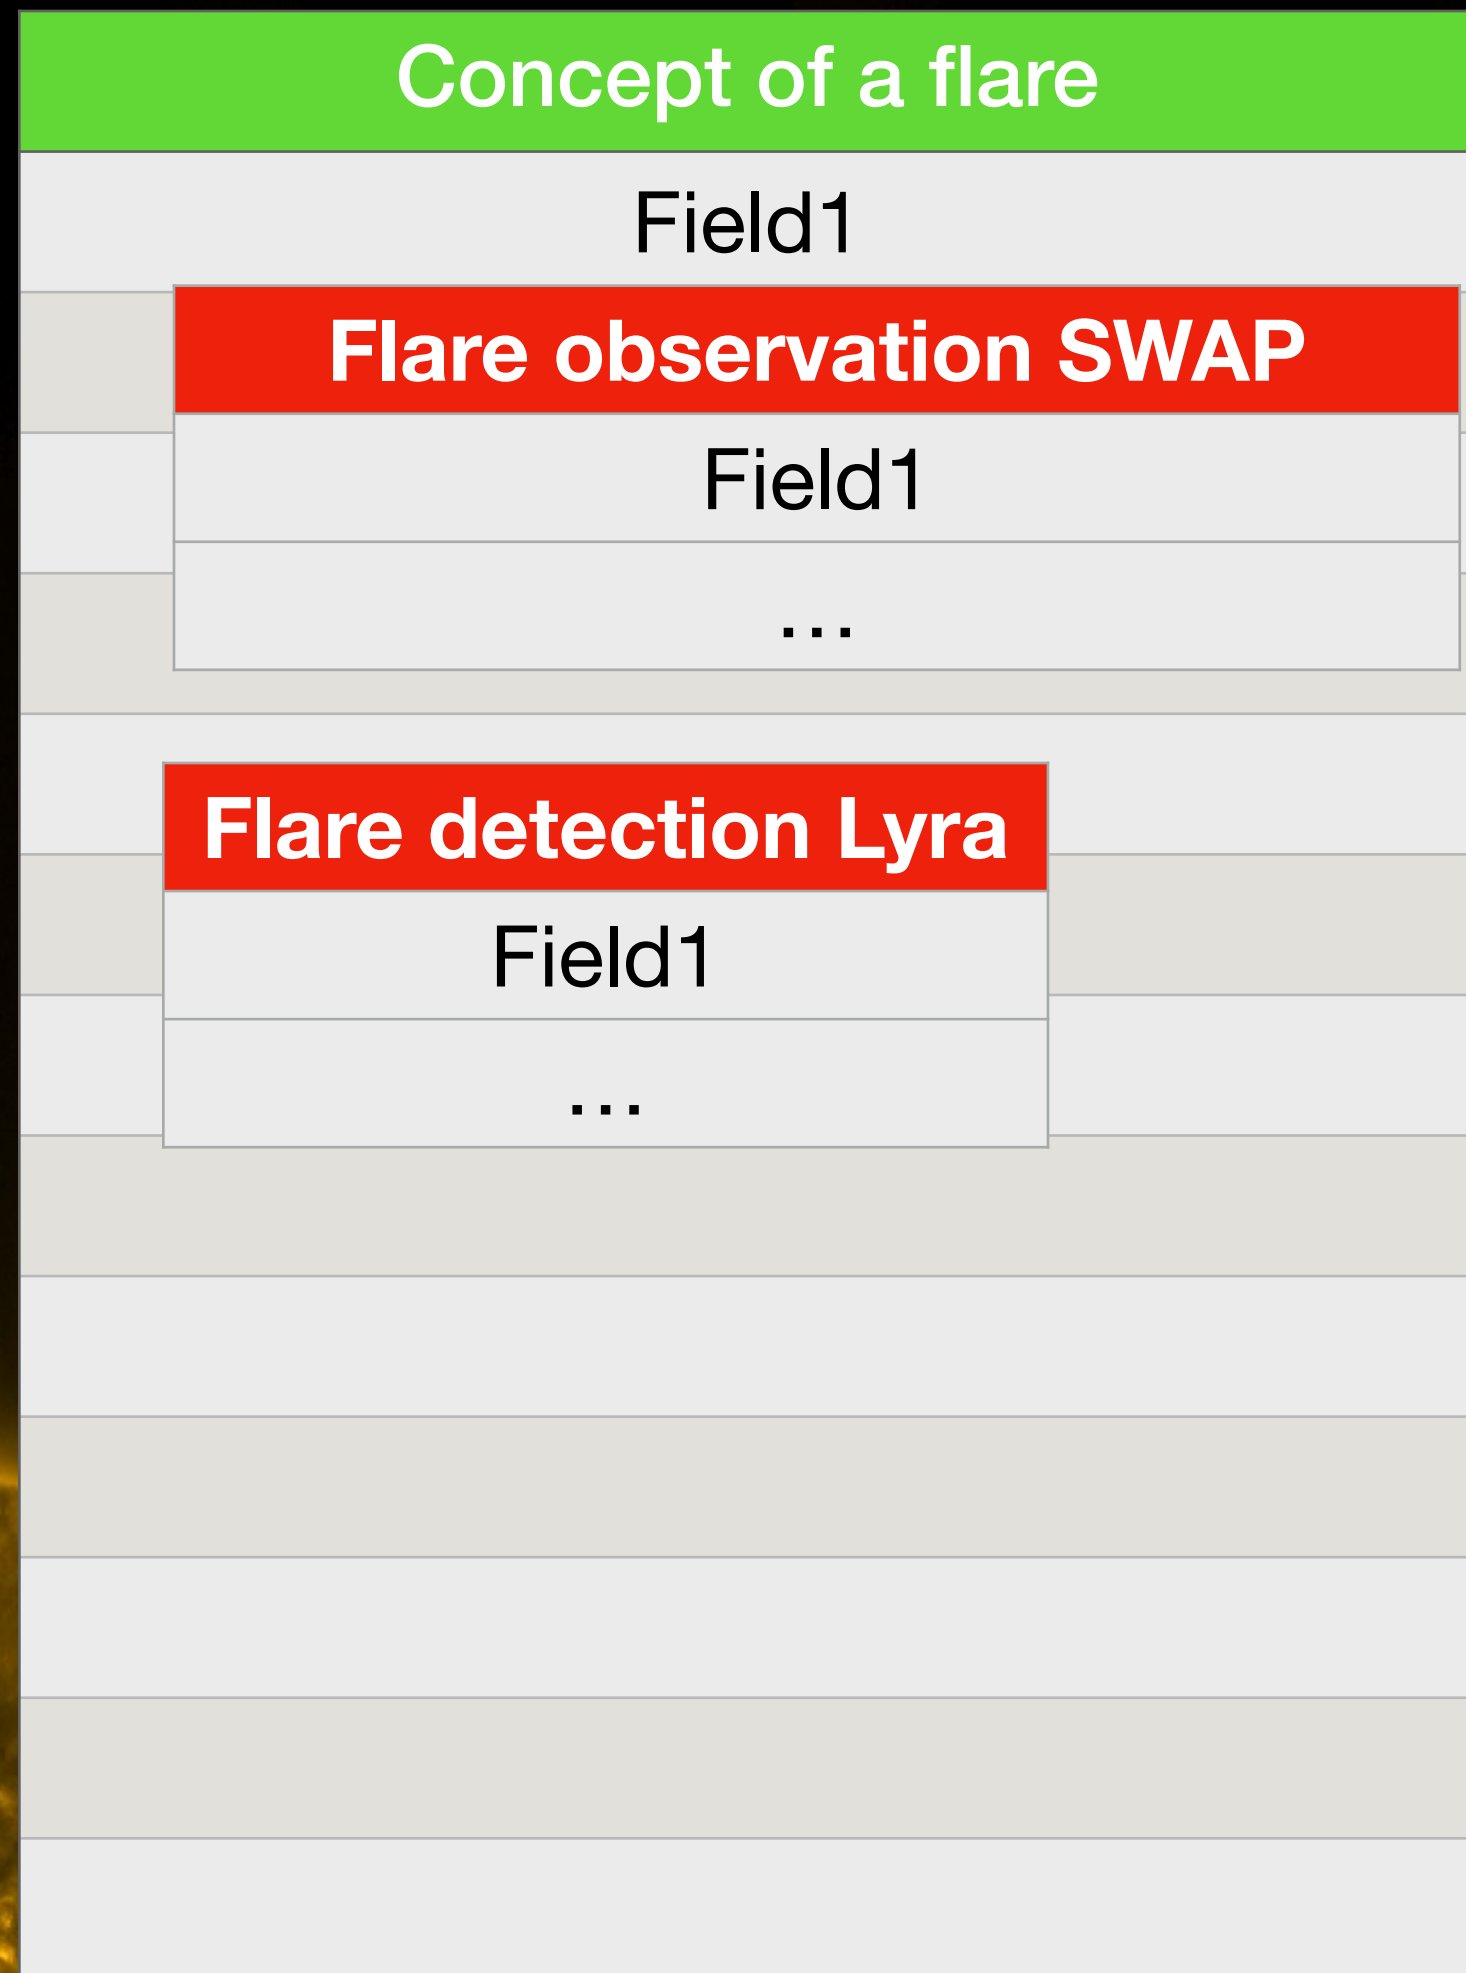 Concept of a flare
Field1
Flare observation SWAP
Field1
…
Flare detection Lyra
Field1
…